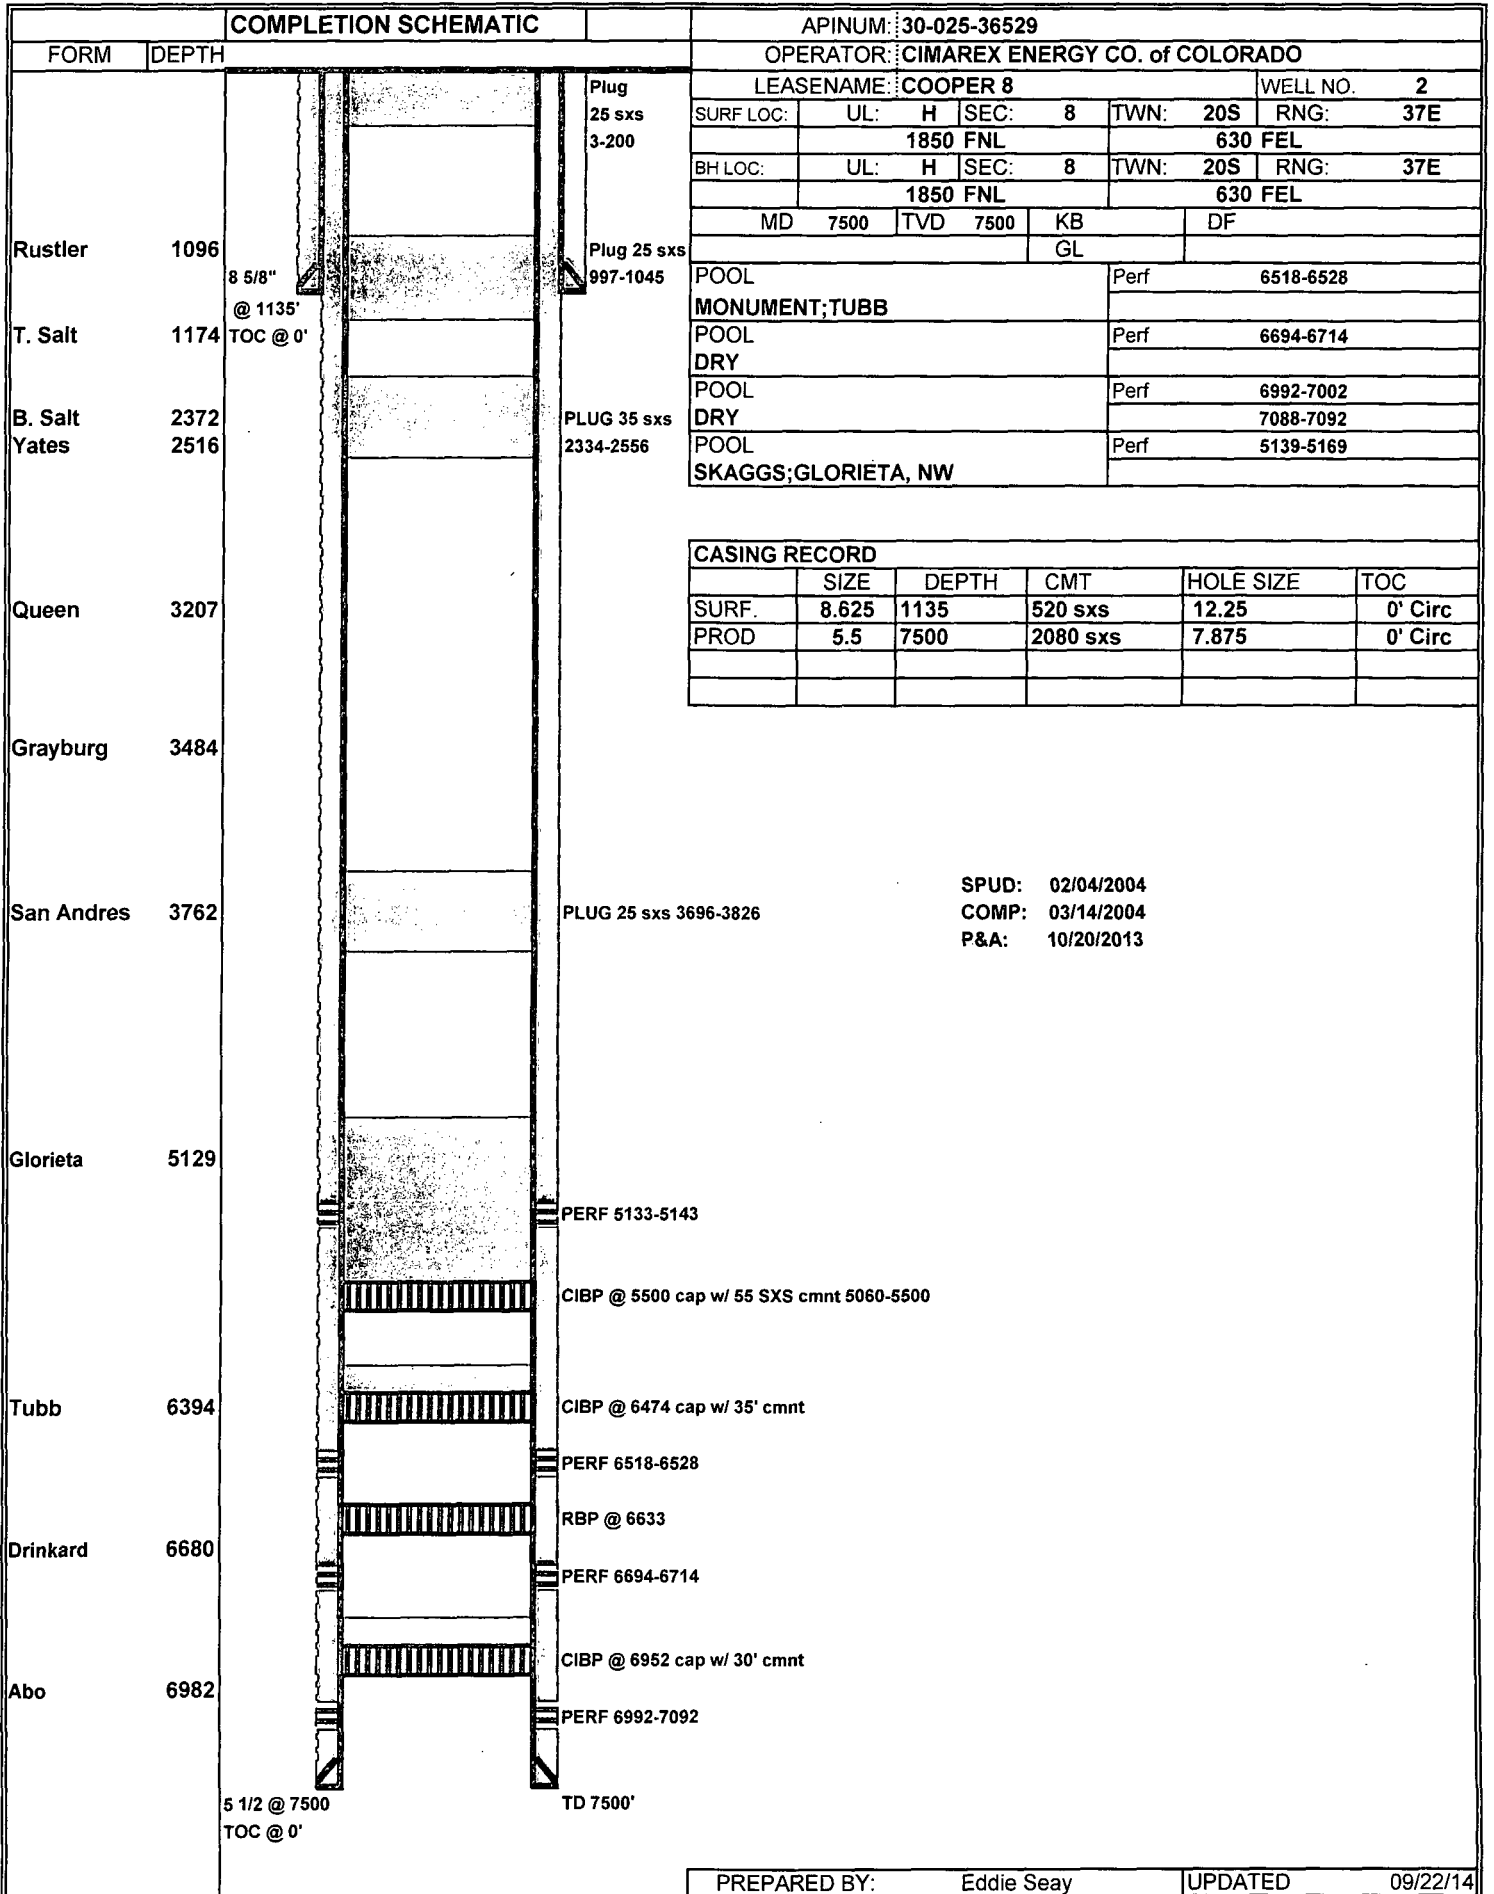 COMPLETION SCHEMATIC
FORM DEPTH
APINUM: 30-025-36529
OPERATOR: CIMAREX ENERGY CO. of COLORADO
LEASENAME: COOPER 8 WELL NO. 2
SURF LOC: UL: H SEC: 8 TWN: 20S RNG: 37E
1850 FNL 630 FEL
BH LOC: UL: H SEC: 8 TWN: 20S RNG: 37E
1850 FNL 630 FEL
MD 7500 TVD 7500 KB DF
GL
POOL Perf 6518-6528
MONUMENT;TUBB
POOL Perf 6694-6714
DRY
POOL Perf 6992-7002
DRY 7088-7092
POOL Perf 5139-5169
SKAGGS;GLORIETA, NW
CASING RECORD
SIZE DEPTH CMT HOLE SIZE TOC
SURF. 8.625 1135 520 sxs 12.25 0' Circ
PROD 5.5 7500 2080 sxs 7.875 0' Circ
SPUD: 02/04/2004
COMP: 03/14/2004
P&A: 10/20/2013
Plug
25 sxs
3-200
Rustler 1096
Plug 25 sxs
997-1045
8 5/8"
@ 1135'
TOC @ 0'
T. Salt 1174
B. Salt 2372
Yates 2516
PLUG 35 sxs
2334-2556
Queen 3207
Grayburg 3484
San Andres 3762
PLUG 25 sxs 3696-3826
Glorieta 5129
PERF 5133-5143
CIBP @ 5500 cap w/ 55 SXS cmnt 5060-5500
Tubb 6394
CIBP @ 6474 cap w/ 35' cmnt
PERF 6518-6528
RBP @ 6633
Drinkard 6680
PERF 6694-6714
CIBP @ 6952 cap w/ 30' cmnt
Abo 6982
PERF 6992-7092
5 1/2 @ 7500
TOC @ 0'
TD 7500'
PREPARED BY: Eddie Seay UPDATED 09/22/14